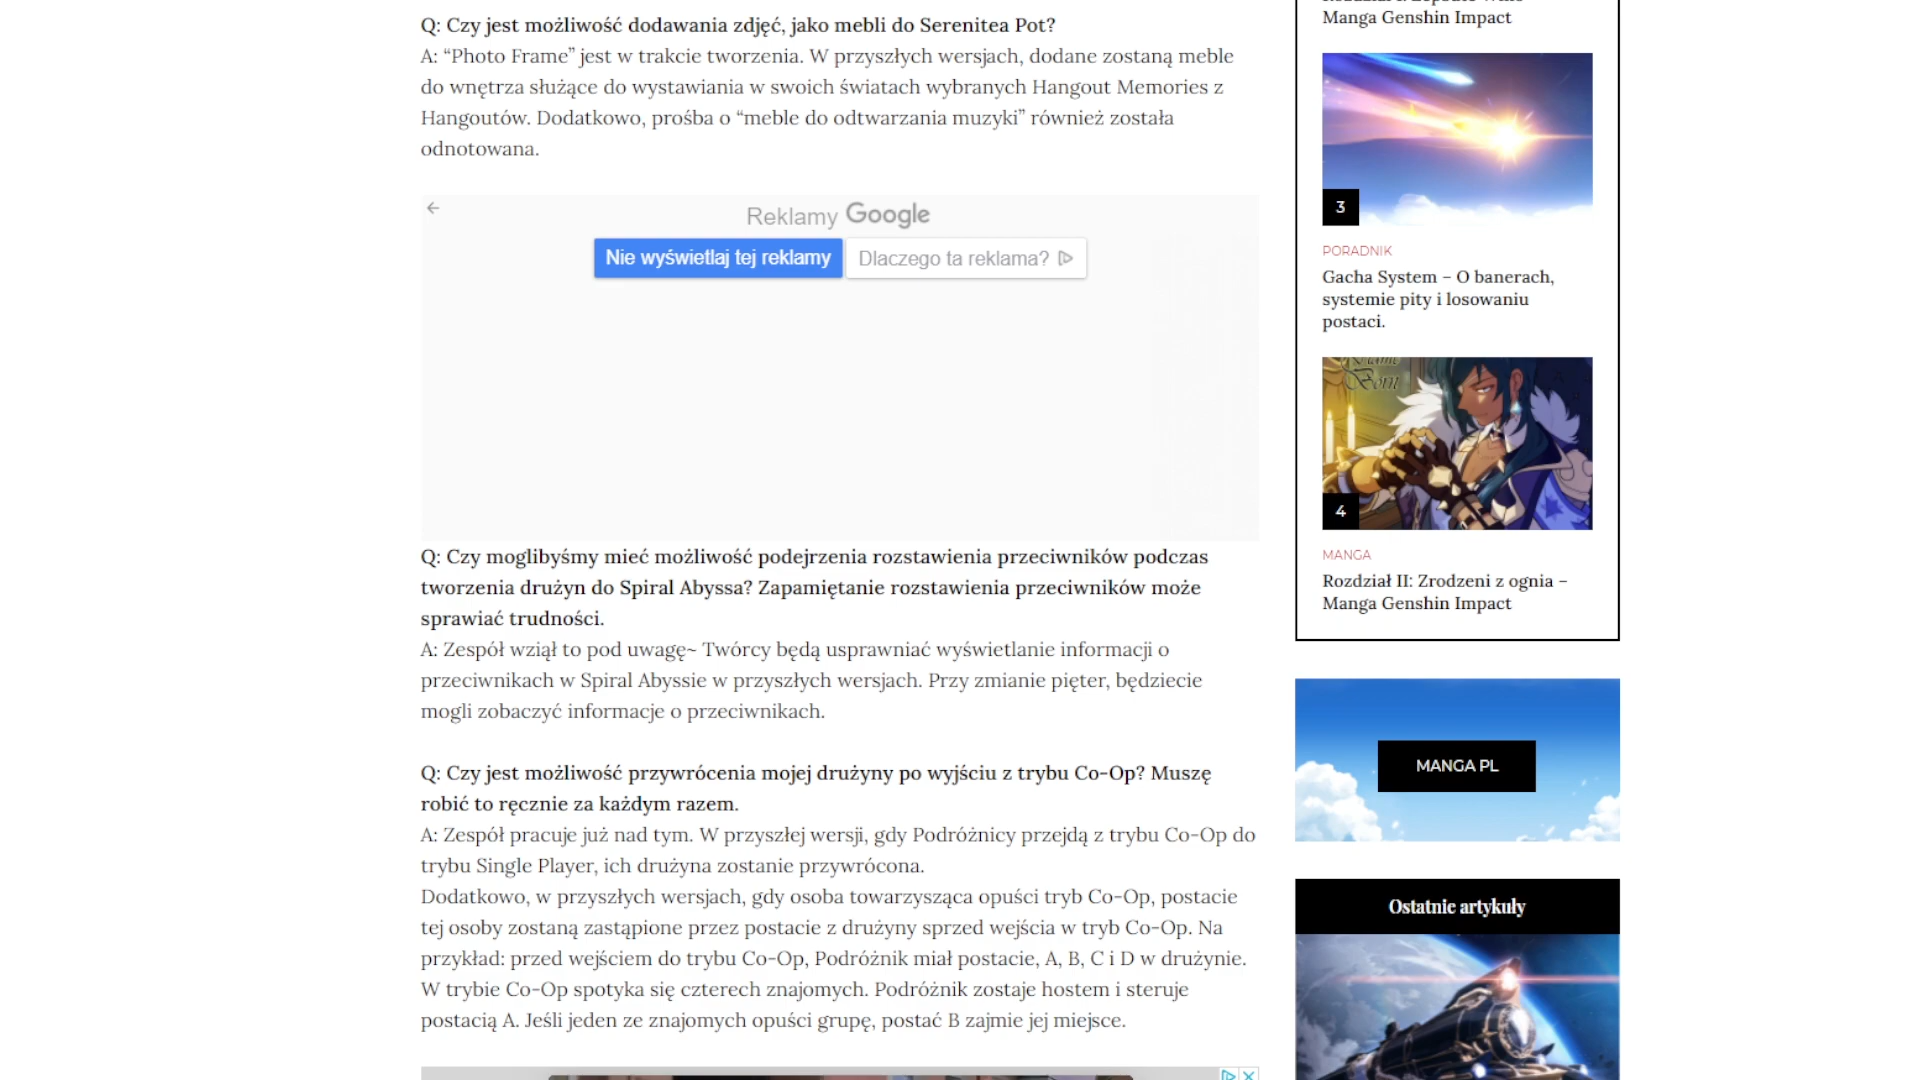 Q: Czy jest możliwość dodawania zdjęć, jako mebli do Serenitea Pot?
A: “Photo Frame” jest w trakcie tworzenia. W przyszłych wersjach, dodane zostaną meble
do wnętrza służące do wystawiania w swoich światach wybranych Hangout Memories z
Hangoutów. Dodatkowo, prośba o “meble do odtwarzania muzyki” również została
odnotowana.
Reklamy Google
Nie wyświetlaj tej reklamy
Dlaczego ta reklama?
Q: Czy moglibyśmy mieć możliwość podejrzenia rozstawienia przeciwników podczas
tworzenia drużyn do Spiral Abyssa? Zapamiętanie rozstawienia przeciwników może
sprawiać trudności.
A: Zespół wziął to pod uwagę~ Twórcy będą usprawniać wyświetlanie informacji o
przeciwnikach w Spiral Abyssie w przyszłych wersjach. Przy zmianie pięter, będziecie
mogli zobaczyć informacje o przeciwnikach.
Q: Czy jest możliwość przywrócenia mojej drużyny po wyjściu z trybu Co-Op? Muszę
robić to ręcznie za każdym razem.
A: Zespół pracuje już nad tym. W przyszłej wersji, gdy Podróżnicy przejdą z trybu Co-Op do
trybu Single Player, ich drużyna zostanie przywrócona.
Dodatkowo, w przyszłych wersjach, gdy osoba towarzysząca opuści tryb Co-Op, postacie
tej osoby zostaną zastąpione przez postacie z drużyny sprzed wejścia w tryb Co-Op. Na
przykład: przed wejściem do trybu Co-Op, Podróżnik miał postacie, A, B, C i D w drużynie.
W trybie Co-Op spotyka się czterech znajomych. Podróżnik zostaje hostem i steruje
postacią A. Jeśli jeden ze znajomych opuści grupę, postać B zajmie jej miejsce.
Manga Genshin Impact
3
PORADNIK
Gacha System – O banerach,
systemie pity i losowaniu
postaci.
Born
4
MANGA
Rozdział II: Zrodzeni z ognia –
Manga Genshin Impact
MANGA PL
Ostatnie artykuły